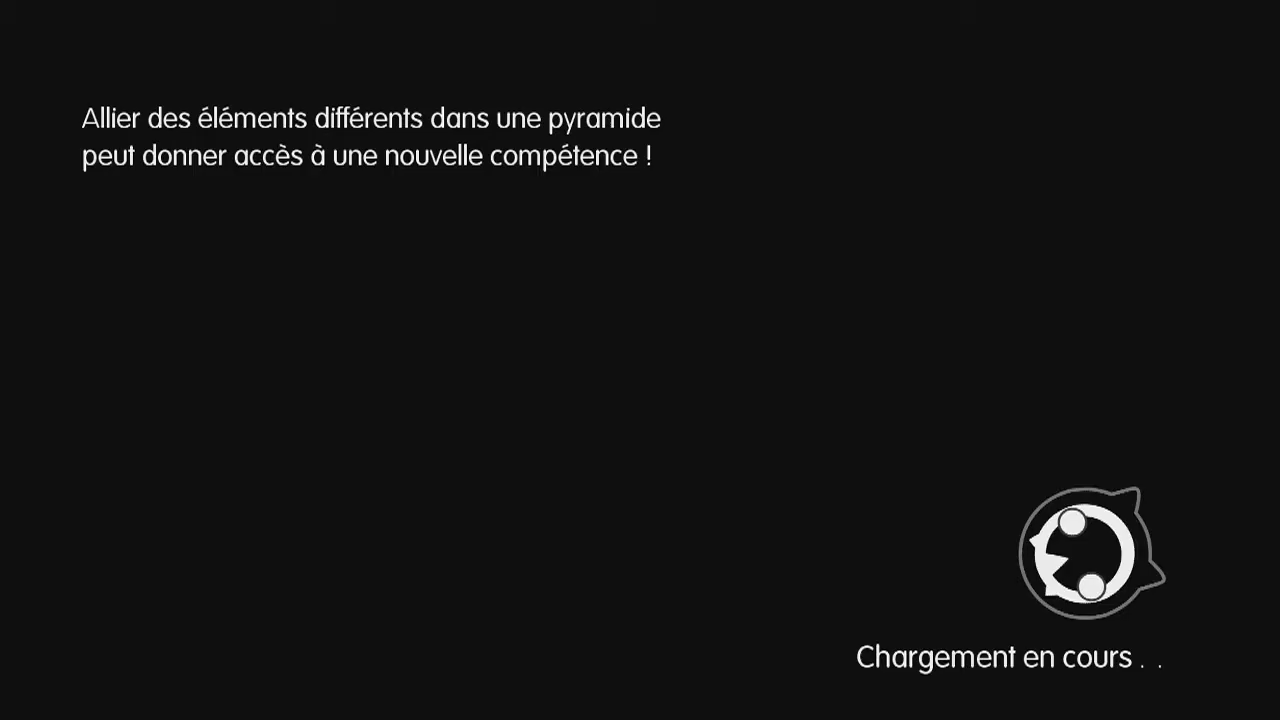 Allier des éléments différents dans une pyramide
peut donner accès à une nouvelle compétence !
Chargement en cours . .